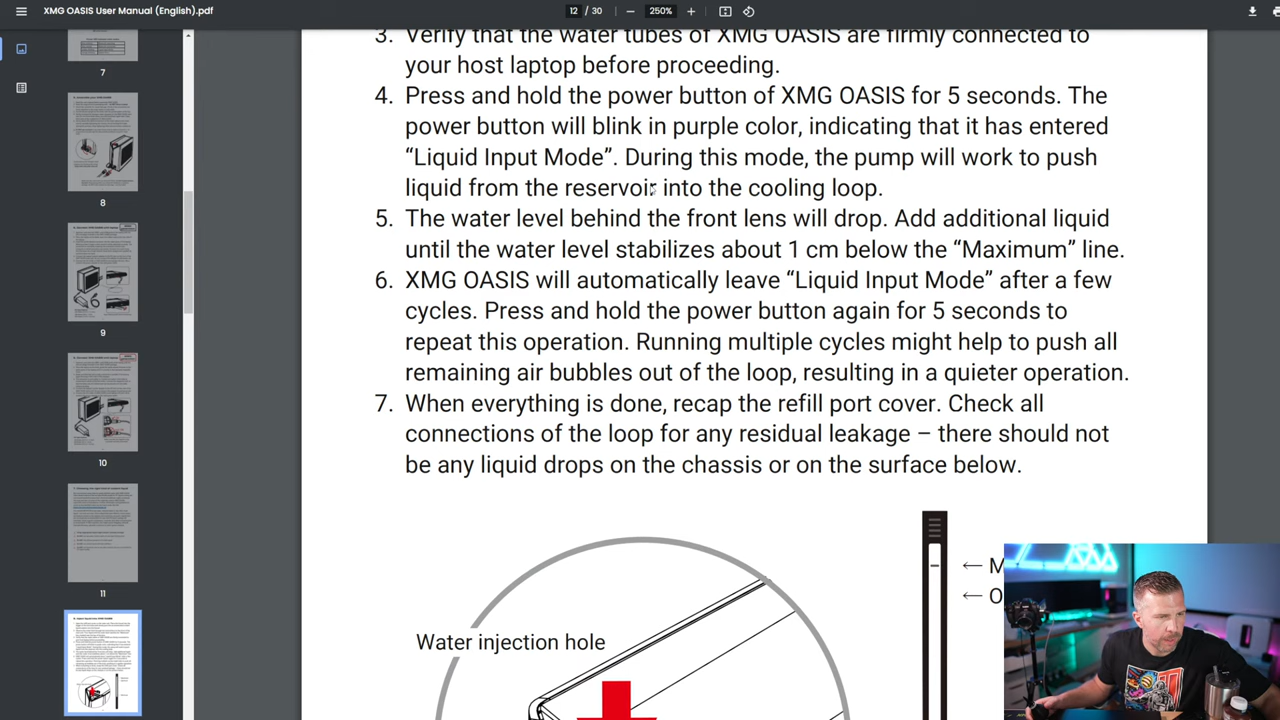 XMG OASIS User Manual (English).pdf
12 / 30
250%
7
8
9
10
11
3. Verify that the water tubes of XMG OASIS are firmly connected to
your host laptop before proceeding.
4. Press and hold the power button of XMG OASIS for 5 seconds. The
power button will blink in purple color, indicating that it has entered
“Liquid Input Mode”. During this mode, the pump will work to push
liquid from the reservoir into the cooling loop.
5. The water level behind the front lens will drop. Add additional liquid
until the water level stabilizes about 1 cm below the “Maximum” line.
6. XMG OASIS will automatically leave “Liquid Input Mode” after a few
cycles. Press and hold the power button again for 5 seconds to
repeat this operation. Running multiple cycles might help to push all
remaining air bubbles out of the loop, resulting in a quieter operation.
7. When everything is done, recap the refill port cover. Check all
connections of the loop for any residual leakage – there should not
be any liquid drops on the chassis or on the surface below.
Water injection hole
← M
← O